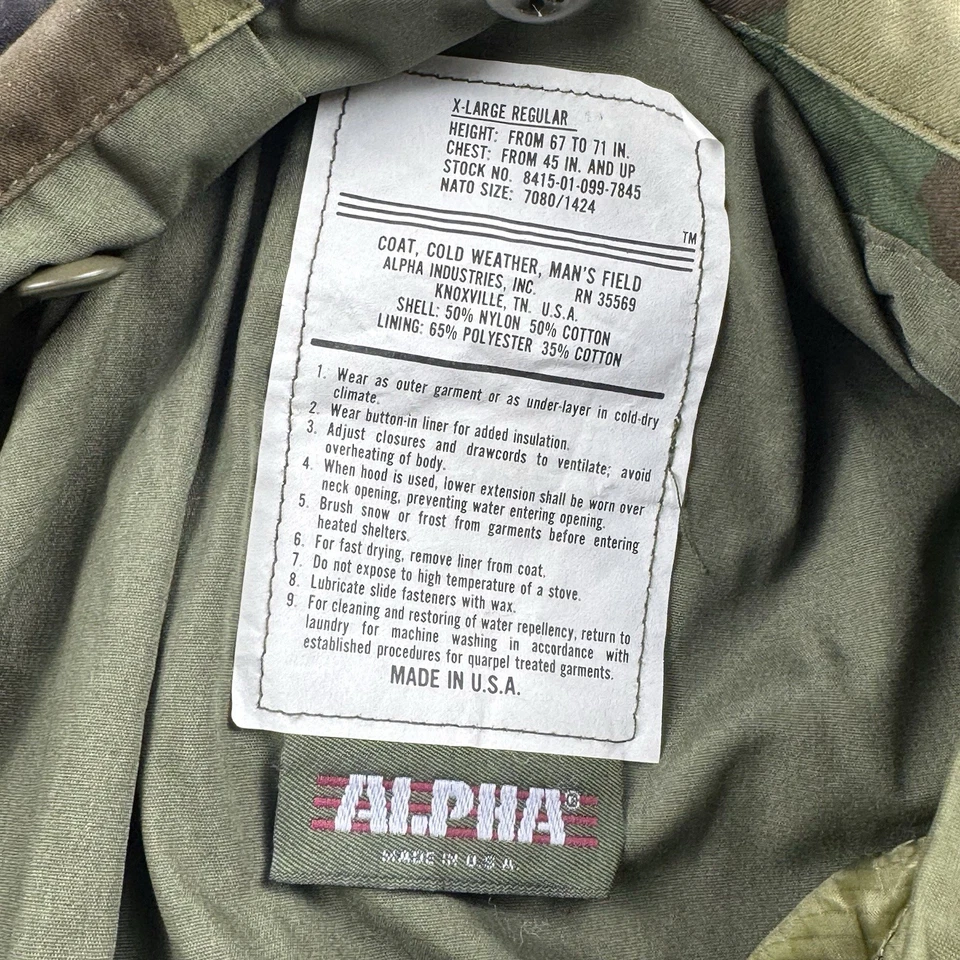 X-LARGE REGULAR
HEIGHT: FROM 67 TO 71 IN.
CHEST: FROM 45 IN. AND UP
STOCK NO. 8415-01-099-7845
NATO SIZE: 7080/1424
TM
COAT, COLD WEATHER, MAN'S FIELD
ALPHA INDUSTRIES, INC. RN 35569
KNOXVILLE, TN. U.S.A.
SHELL: 50% NYLON 50% COTTON
LINING: 65% POLYESTER 35% COTTON
1. Wear as outer garment or as under-layer in cold-dry
climate.
2. Wear button-in liner for added insulation.
3. Adjust closures and drawcords to ventilate; avoid
overheating of body.
4. When hood is used, lower extension shall be worn over
neck opening, preventing water entering opening.
5. Brush snow or frost from garments before entering
heated shelters.
6. For fast drying, remove liner from coat.
7. Do not expose to high temperature of a stove.
8. Lubricate slide fasteners with wax.
9. For cleaning and restoring of water repellency, return to
laundry for machine washing in accordance with
established procedures for quarpel treated garments.
MADE IN U.S.A.
ALPHA®
MADE IN U.S.A.